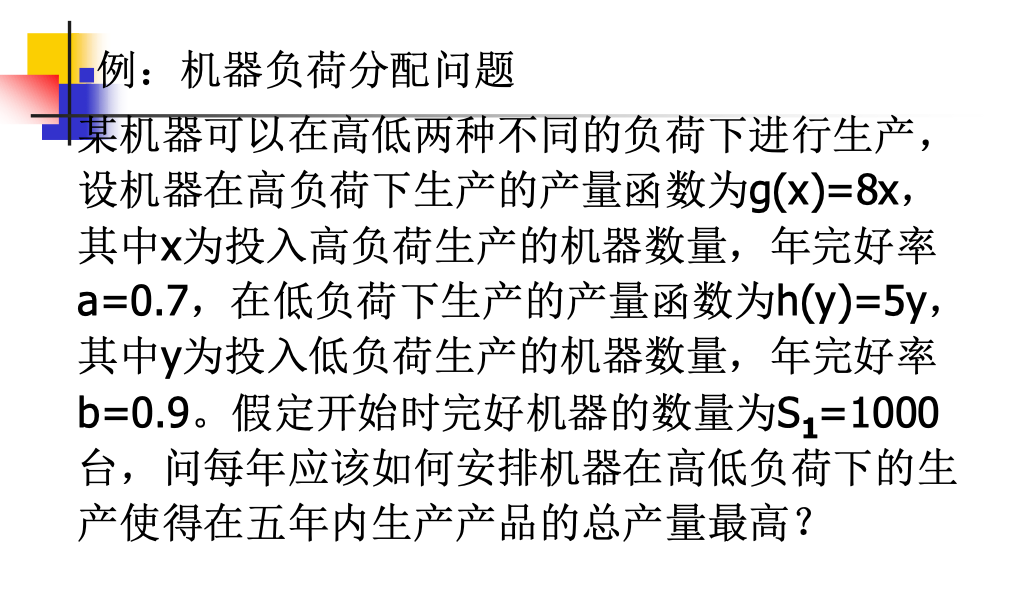 例：机器负荷分配问题
某机器可以在高低两种不同的负荷下进行生产，
设机器在高负荷下生产的产量函数为g(x)=8x，
其中x为投入高负荷生产的机器数量，年完好率
a=0.7，在低负荷下生产的产量函数为h(y)=5y，
其中y为投入低负荷生产的机器数量，年完好率
b=0.9。假定开始时完好机器的数量为S₁=1000
台，问每年应该如何安排机器在高低负荷下的生
产使得在五年内生产产品的总产量最高？